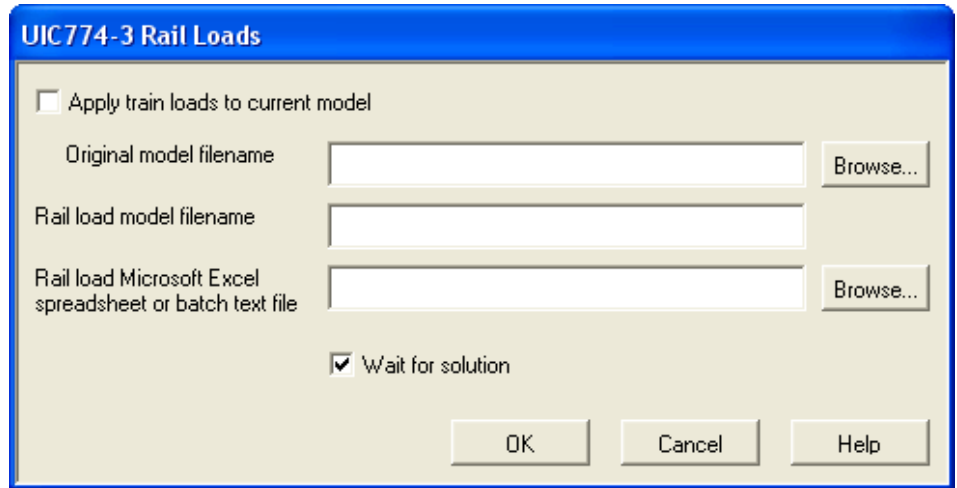 UIC774-3 Rail Loads
Apply train loads to current model
Original model filename
Browse...
Rail load model filename
Rail load Microsoft Excel
spreadsheet or batch text file
Browse...
Wait for solution
OK
Cancel
Help